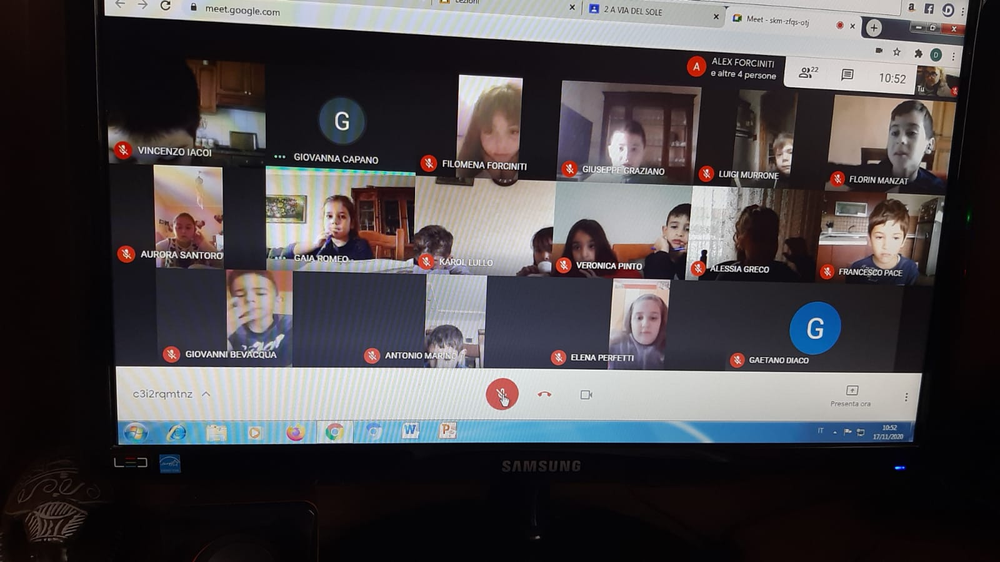 Lezioni
2 A VIA DEL SOLE
Meet - skm-zfqs-otj
meet.google.com
ALEX FORCINITI
e altre 4 persone
22
10:52
Tu
VINCENZO IACOI
GIOVANNA CAPANO
FILOMENA FORCINITI
GIUSEPPE GRAZIANO
LUIGI MURRONE
FLORIN MANZAT
AURORA SANTORO
GAIA ROMEO
KAROL LULLO
VERONICA PINTO
ALESSIA GRECO
FRANCESCO PACE
GIOVANNI BEVACQUA
ANTONIO MARINO
ELENA PERFETTI
GAETANO DIACO
c3i2rqmtnz
Presenta ora
IT
10:52
17/11/2020
LED
SAMSUNG